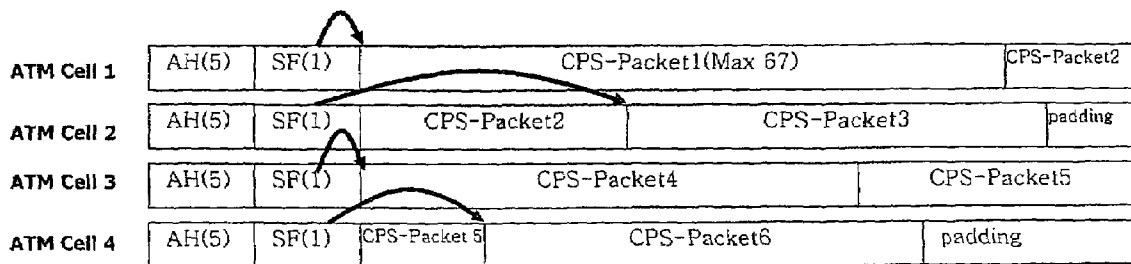 ATM Cell 1 AH(5) SF(1) CPS-Packet1(Max 67) CPS-Packet2
ATM Cell 2 AH(5) SF(1) CPS-Packet2 CPS-Packet3 padding
ATM Cell 3 AH(5) SF(1) CPS-Packet4 CPS-Packet5
ATM Cell 4 AH(5) SF(1) CPS-Packet 5 CPS-Packet6 padding